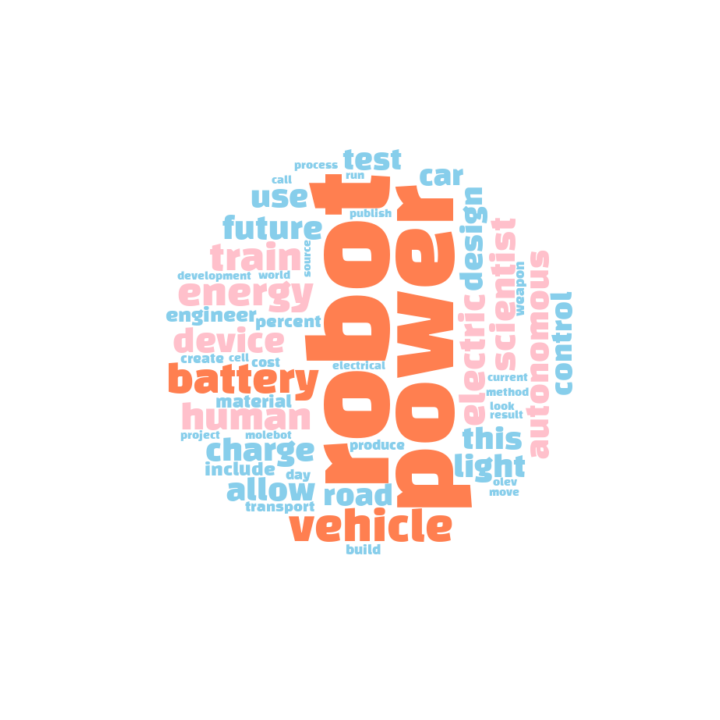 test
process
run
car
call
use
robot
power
publish
design
future
scientist
train
source
autonomous
development
world
weapon
energy
control
electric
engineer
percent
device
create
cell
cost
electrical
battery
current
method
material
look
result
human
project
molebot
this
charge
produce
include
day
light
olev
move
allow
road
transport
vehicle
build